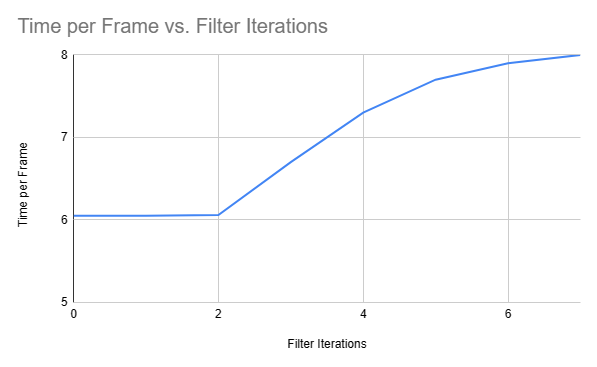 Time per Frame vs. Filter Iterations
8
7
6
5
Time per Frame
0 2 4 6
Filter Iterations